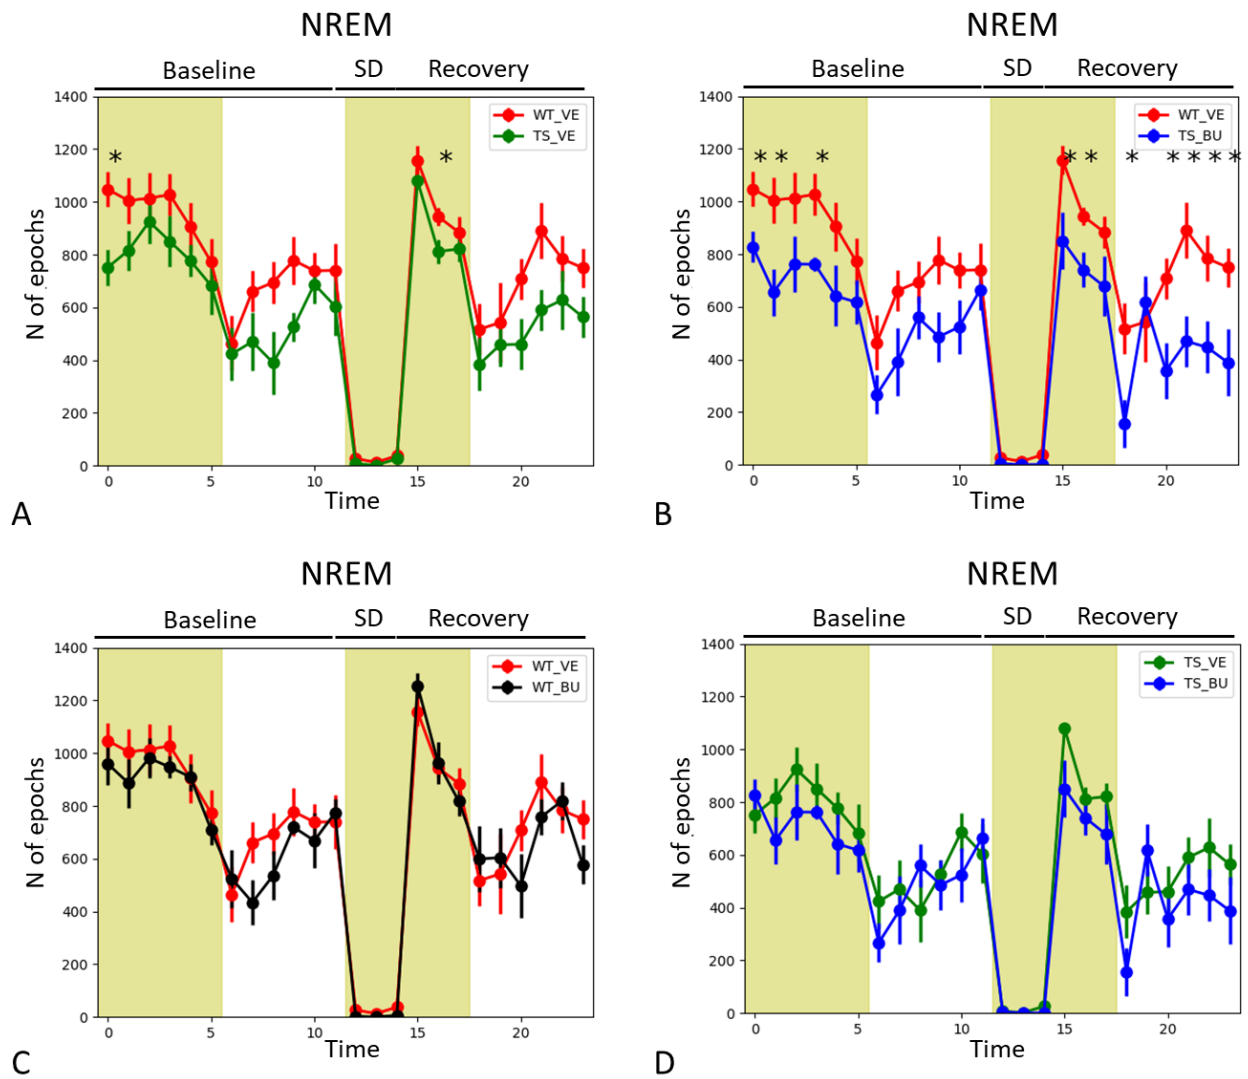 NREM
Baseline SD Recovery
1400
1200
1000
800
600
400
200
0
N of epochs
WT_VE
TS_VE
* *
0 5 10 15 20
Time
A
NREM
Baseline SD Recovery
1400
1200
1000
800
600
400
200
0
N of epochs
WT_VE
TS_BU
* * * * * * * * * *
0 5 10 15 20
Time
B
NREM
Baseline SD Recovery
1400
1200
1000
800
600
400
200
0
N of epochs
WT_VE
WT_BU
0 5 10 15 20
Time
C
NREM
Baseline SD Recovery
1400
1200
1000
800
600
400
200
0
N of epochs
TS_VE
TS_BU
0 5 10 15 20
Time
D